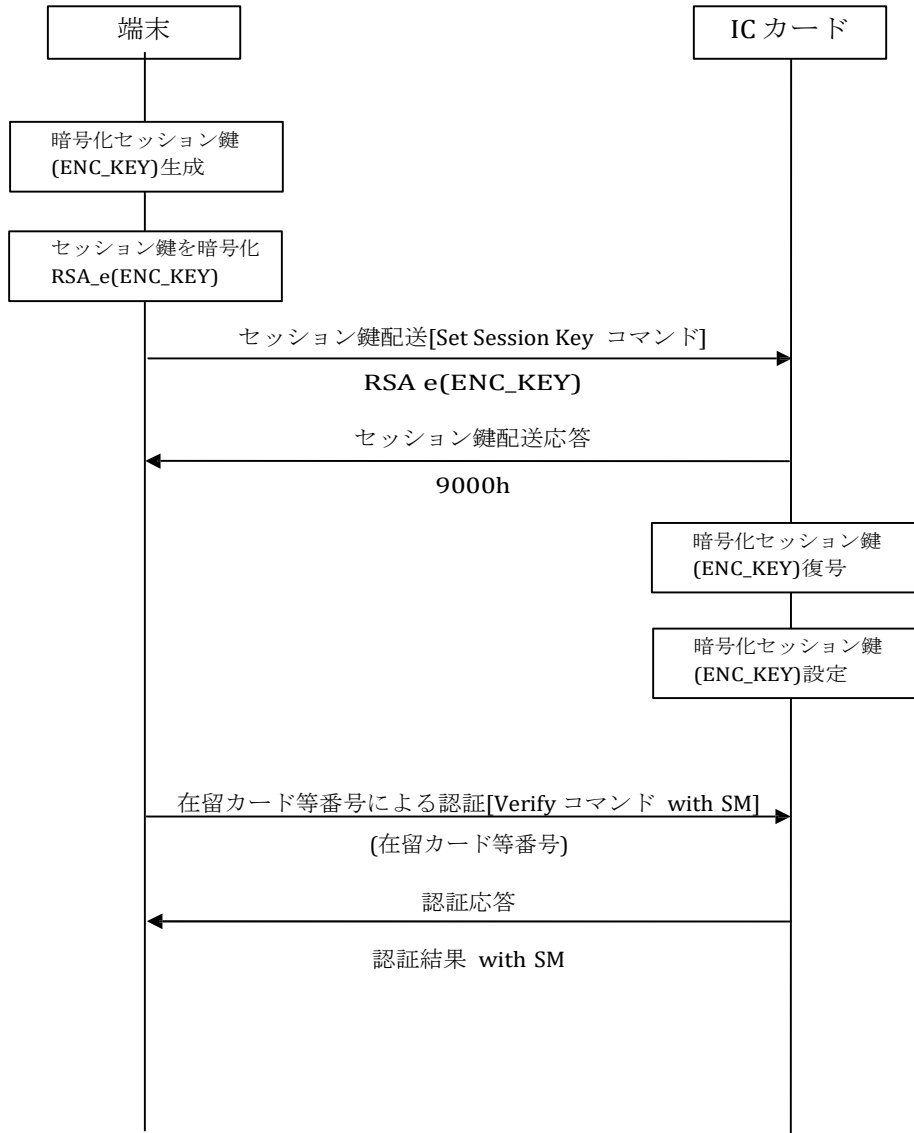 端末
IC カード
暗号化セッション鍵
(ENC_KEY)生成
セッション鍵を暗号化
RSA_e(ENC_KEY)
セッション鍵配送[Set Session Key コマンド]
RSA e(ENC_KEY)
セッション鍵配送応答
9000h
暗号化セッション鍵
(ENC_KEY)復号
暗号化セッション鍵
(ENC_KEY)設定
在留カード等番号による認証[Verify コマンド with SM]
(在留カード等番号)
認証応答
認証結果 with SM